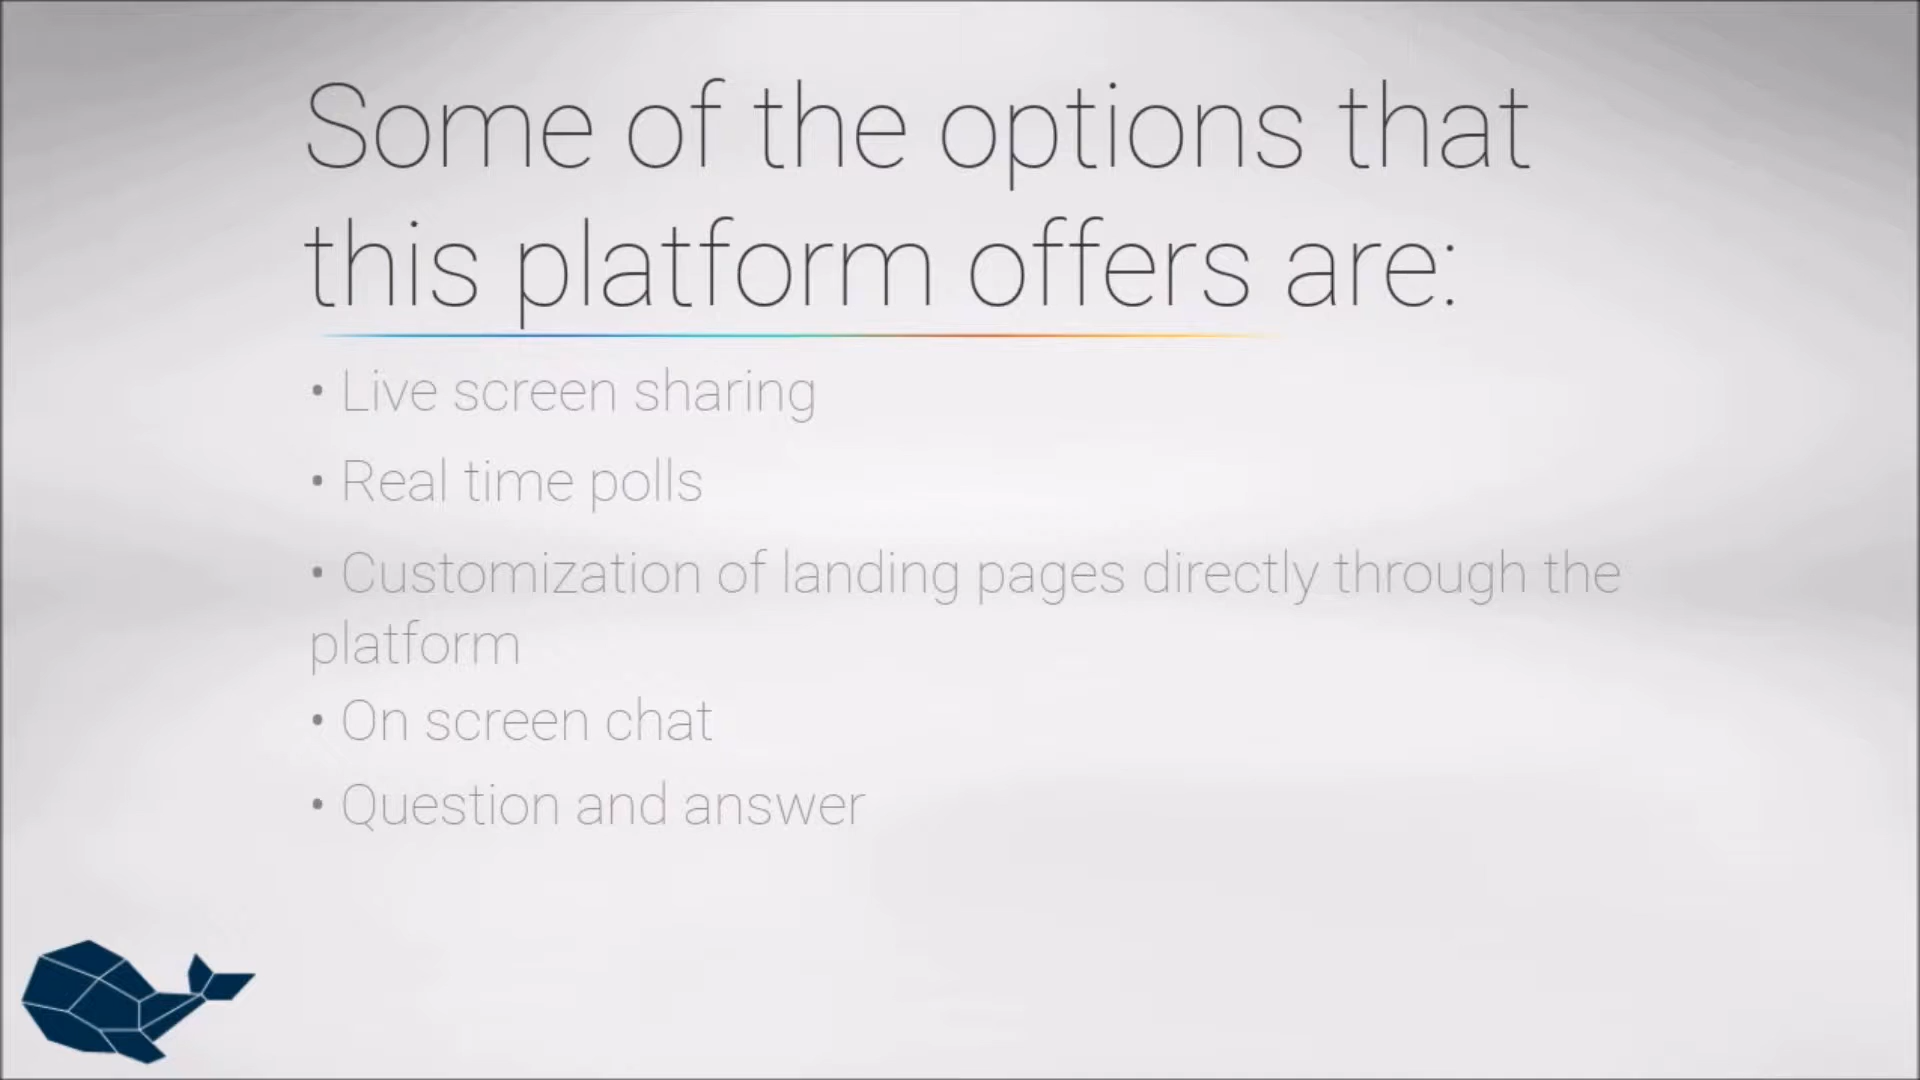 Some of the options that
this platform offers are:
• Live screen sharing
• Real time polls
• Customization of landing pages directly through the
platform
• On screen chat
• Question and answer